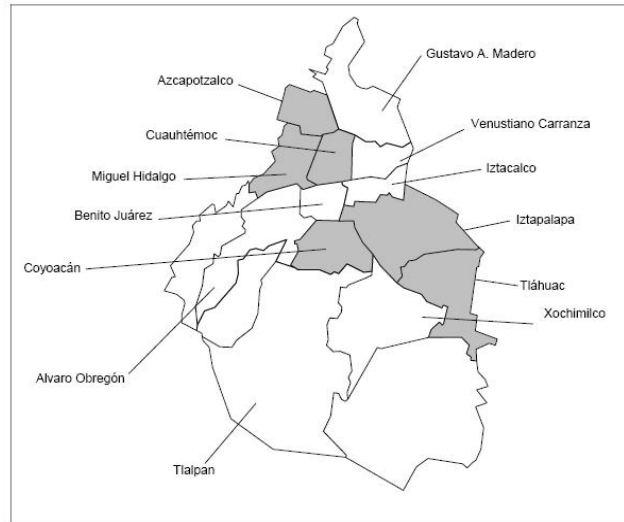 Gustavo A. Madero
Azcapotzalco
Venustiano Carranza
Cuauhtémoc
Iztacalco
Miguel Hidalgo
Benito Juárez
Iztapalapa
Coyoacán
Tláhuac
Xochimilco
Alvaro Obregón
Tlalpan